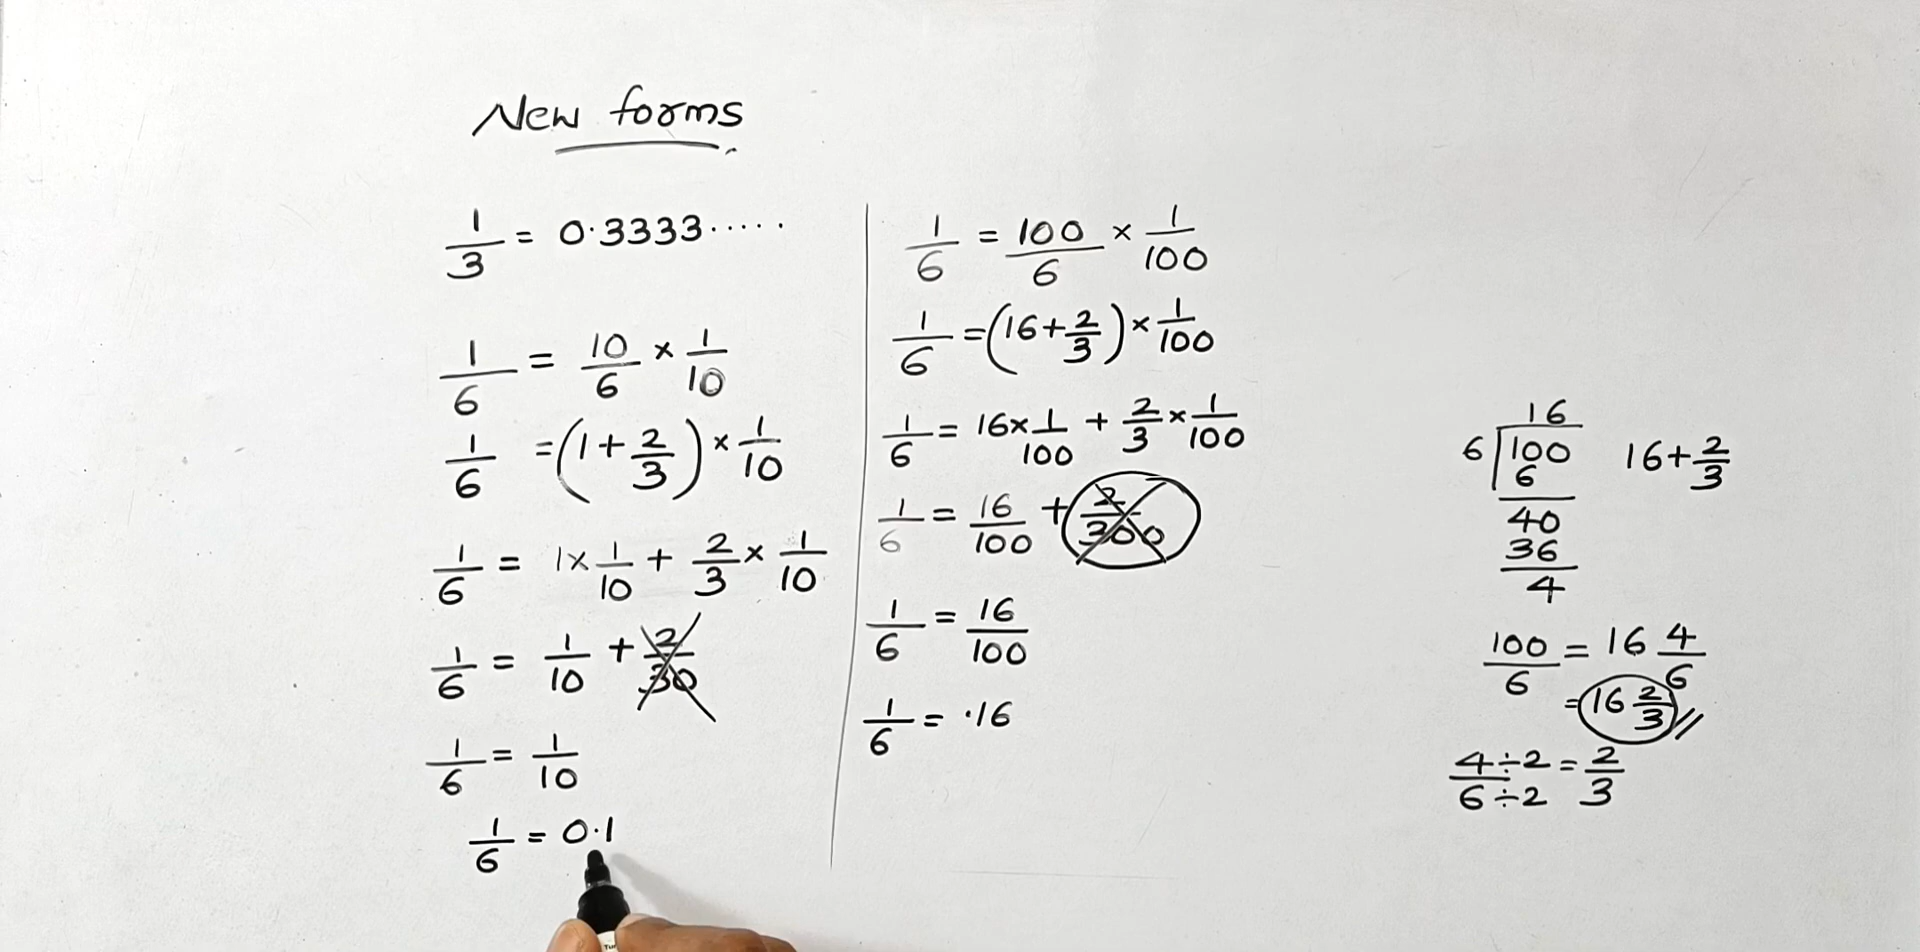 New forms
1/3 = 0.3333.....
1/6 = 10/6 × 1/10
1/6 = (1 + 2/3) × 1/10
1/6 = 1 × 1/10 + 2/3 × 1/10
1/6 = 1/10 + 2/30
1/6 = 1/10
1/6 = 0.1
1/6 = 100/6 × 1/100
1/6 = (16 + 2/3) × 1/100
1/6 = 16 × 1/100 + 2/3 × 1/100
1/6 = 16/100 + 2/300
1/6 = 16/100
1/6 = .16
16
6 100 16 + 2/3
6
40
36
4
100/6 = 16 4/6
= 16 2/3
4÷2/6÷2 = 2/3